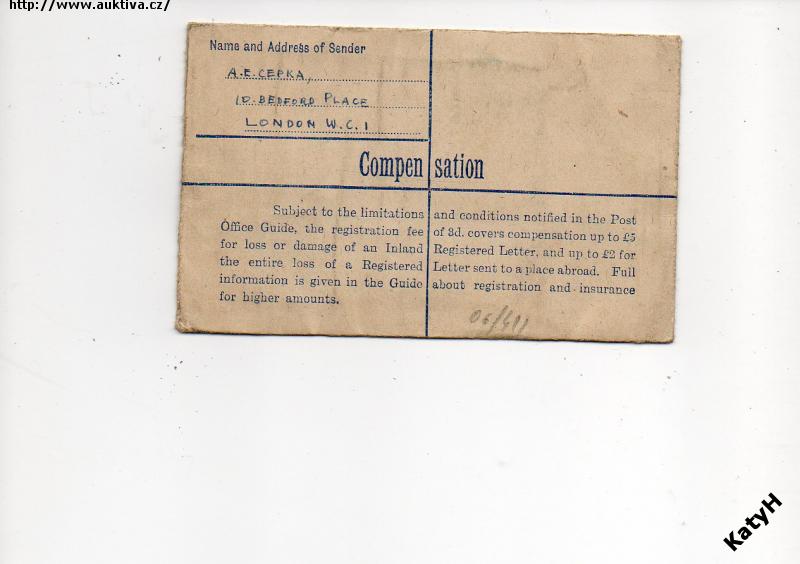 http://www.auktiva.cz/
Name and Address of Sender
A.E. CEPKA,
10. BEDFORD PLACE
LONDON W.C.1
Compensation
Subject to the limitations and conditions notified in the Post
Office Guide, the registration fee of 3d. covers compensation up to £5
for loss or damage of an Inland Registered Letter, and up to £2 for
the entire loss of a Registered Letter sent to a place abroad. Full
information is given in the Guide about registration and insurance
for higher amounts.
KatyH